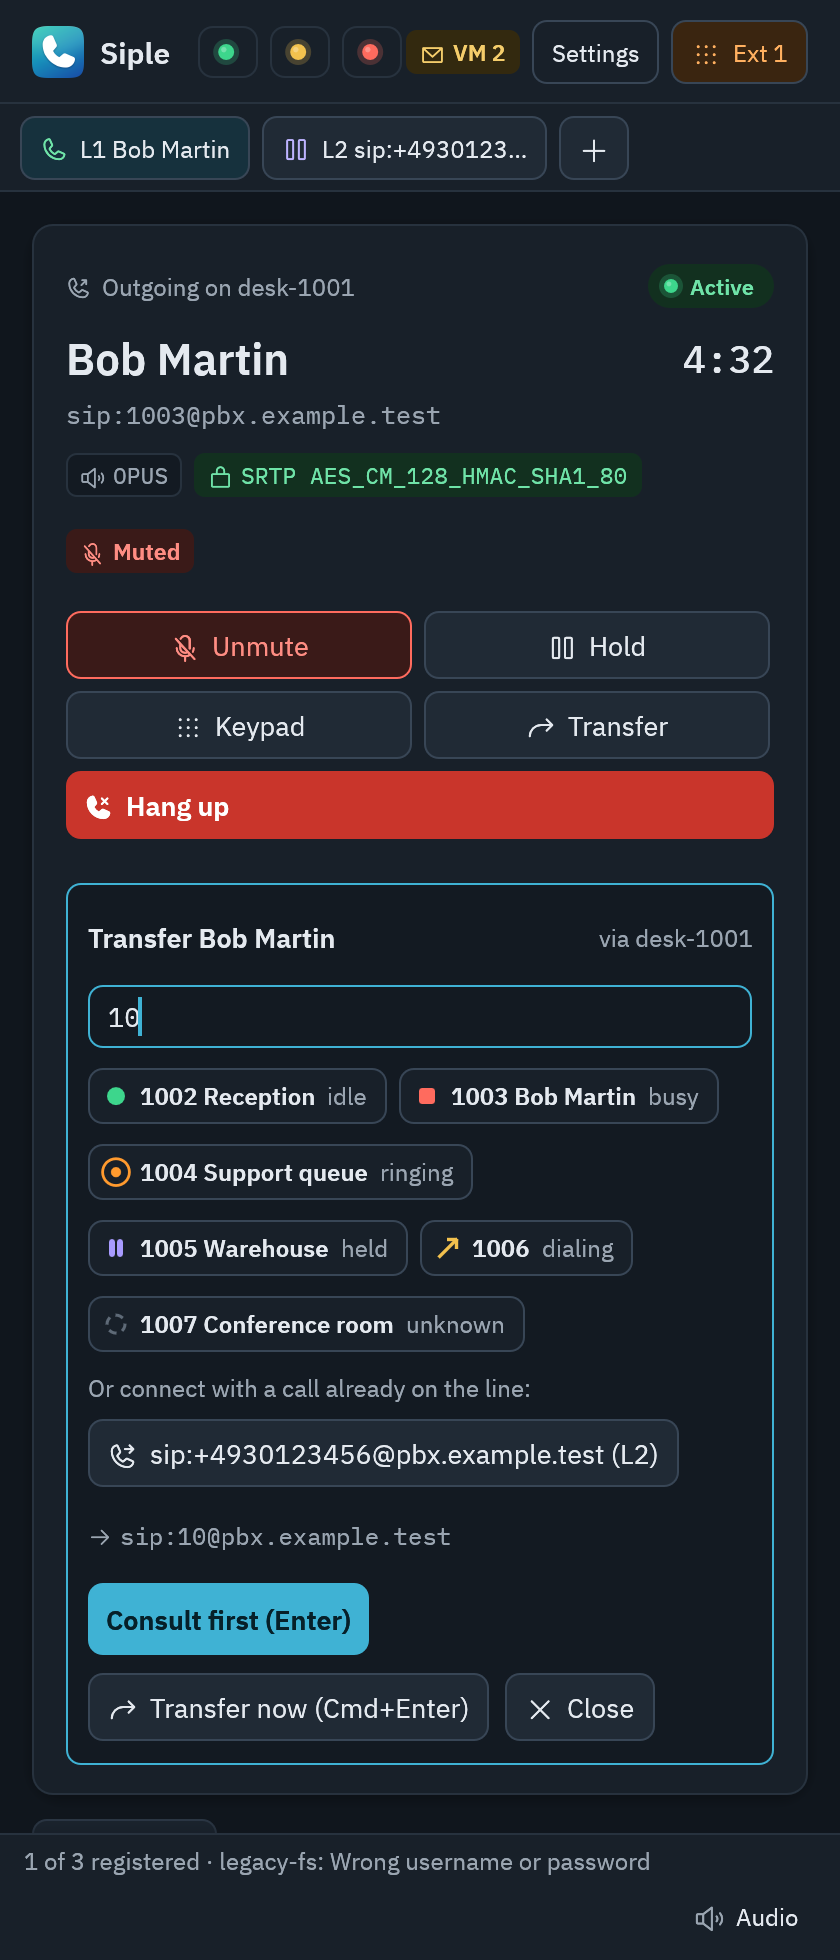 Siple
VM 2
Settings
Ext 1
L1 Bob Martin
L2 sip:+4930123...
Outgoing on desk-1001
Active
Bob Martin
4:32
sip:1003@pbx.example.test
OPUS
SRTP AES_CM_128_HMAC_SHA1_80
Muted
Unmute
Hold
Keypad
Transfer
Hang up
Transfer Bob Martin
via desk-1001
10
1002 Reception idle
1003 Bob Martin busy
1004 Support queue ringing
1005 Warehouse held
1006 dialing
1007 Conference room unknown
Or connect with a call already on the line:
sip:+4930123456@pbx.example.test (L2)
→ sip:10@pbx.example.test
Consult first (Enter)
Transfer now (Cmd+Enter)
Close
1 of 3 registered · legacy-fs: Wrong username or password
Audio